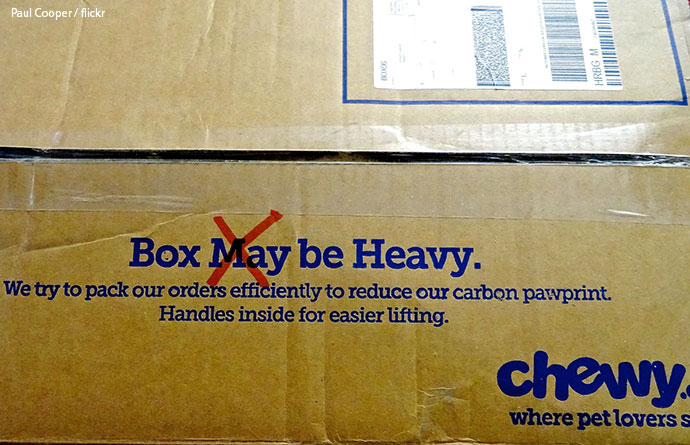 Paul Cooper / flickr
HRBG M
Box May be Heavy.
We try to pack our orders efficiently to reduce our carbon pawprint.
Handles inside for easier lifting.
chewy.
where pet lovers s